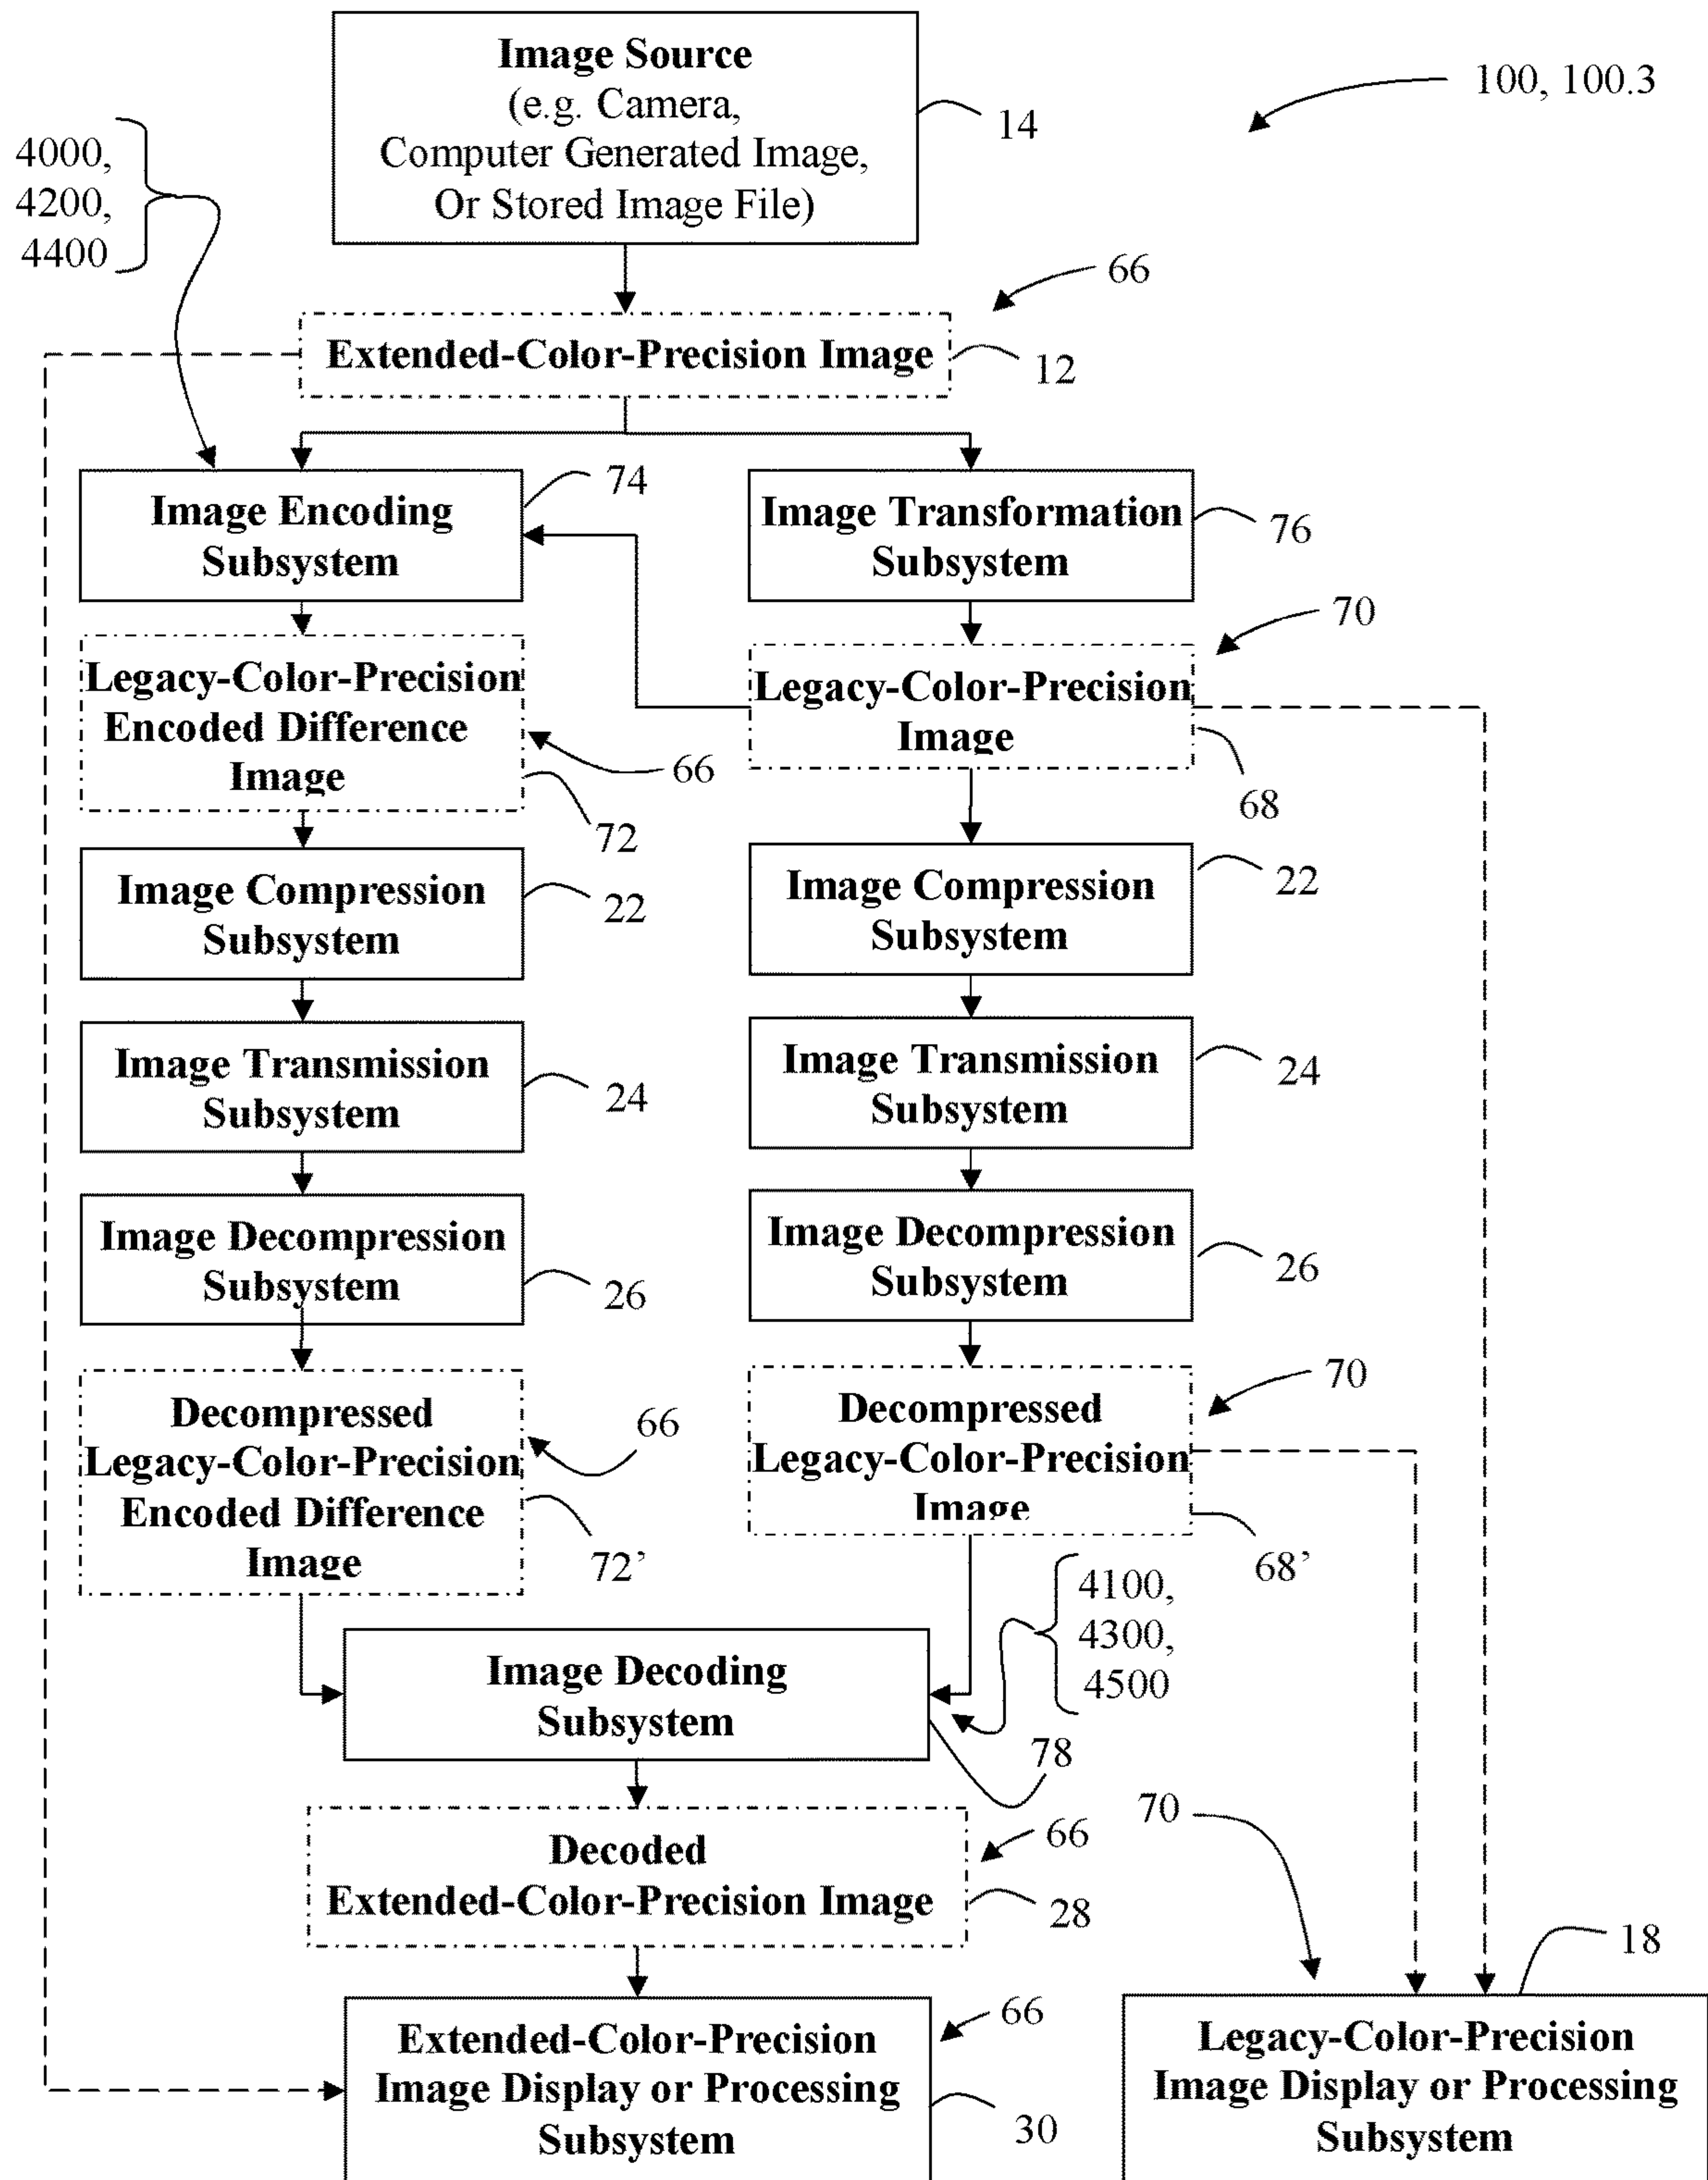 Image Source
(e.g. Camera,
Computer Generated Image,
Or Stored Image File)
14
100, 100.3
4000,
4200,
4400
66
Extended-Color-Precision Image
12
Image Encoding
Subsystem
74
Image Transformation
Subsystem
76
70
Legacy-Color-Precision
Encoded Difference
Image
66
72
Legacy-Color-Precision
Image
68
Image Compression
Subsystem
22
Image Compression
Subsystem
22
Image Transmission
Subsystem
24
Image Transmission
Subsystem
24
Image Decompression
Subsystem
26
Image Decompression
Subsystem
26
Decompressed
Legacy-Color-Precision
Encoded Difference
Image
66
72’
Decompressed
Legacy-Color-Precision
Image
70
68’
4100,
4300,
4500
Image Decoding
Subsystem
78
Decoded
Extended-Color-Precision Image
66
28
70
18
Extended-Color-Precision
Image Display or Processing
Subsystem
66
30
Legacy-Color-Precision
Image Display or Processing
Subsystem